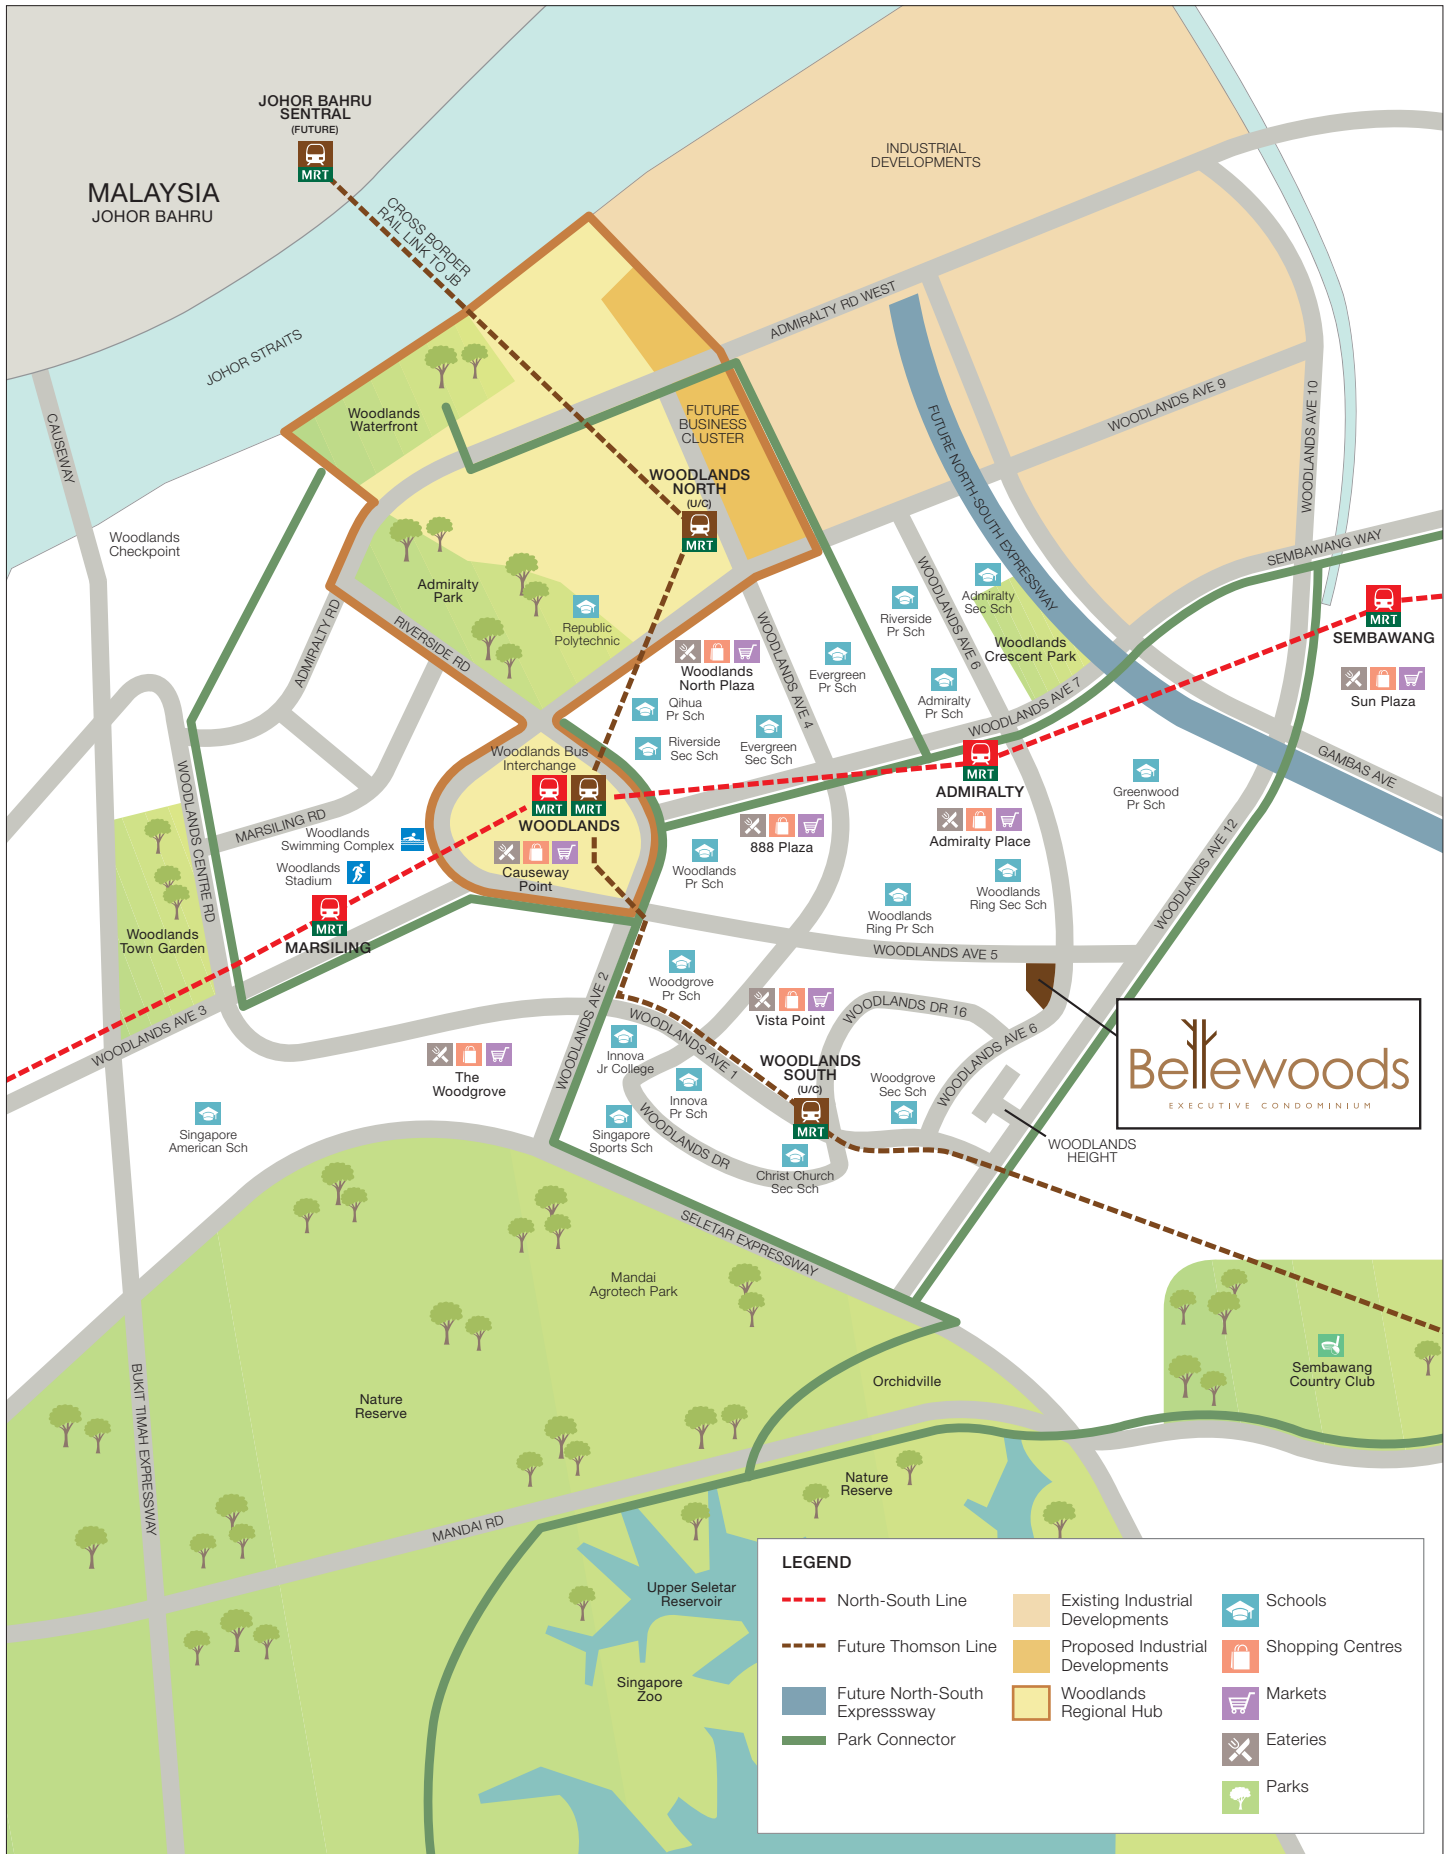 JOHOR BAHRU
SENTRAL
(FUTURE)
MRT
MALAYSIA
JOHOR BAHRU
CROSS BORDER
RAIL LINK TO JB
INDUSTRIAL
DEVELOPMENTS
JOHOR STRAITS
CAUSEWAY
ADMIRALTY RD WEST
Woodlands
Waterfront
FUTURE
BUSINESS
CLUSTER
FUTURE NORTH-SOUTH EXPRESSWAY
WOODLANDS AVE 9
WOODLANDS AVE 10
WOODLANDS
NORTH
(U/C)
MRT
Woodlands
Checkpoint
SEMBAWANG WAY
Admiralty
Park
Republic
Polytechnic
ADMIRALTY RD
RIVERSIDE RD
WOODLANDS AVE 4
WOODLANDS AVE 6
Riverside
Pr Sch
Admiralty
Sec Sch
Woodlands
Crescent Park
MRT
SEMBAWANG
Sun Plaza
Woodlands
North Plaza
Evergreen
Pr Sch
Admiralty
Pr Sch
Qihua
Pr Sch
Riverside
Sec Sch
Evergreen
Sec Sch
WOODLANDS AVE 7
Woodlands Bus
Interchange
MRT
MRT
WOODLANDS
Causeway
Point
MRT
ADMIRALTY
Admiralty Place
Greenwood
Pr Sch
GAMBAS AVE
WOODLANDS CENTRE RD
MARSILING RD
Woodlands
Swimming Complex
Woodlands
Stadium
MRT
MARSILING
Woodlands
Town Garden
888 Plaza
Woodlands
Pr Sch
Woodlands
Ring Pr Sch
Woodlands
Ring Sec Sch
WOODLANDS AVE 12
WOODLANDS AVE 5
WOODLANDS AVE 3
WOODLANDS AVE 2
Woodgrove
Pr Sch
Vista Point
WOODLANDS DR 16
WOODLANDS AVE 6
WOODLANDS AVE 1
The
Woodgrove
Innova
Jr College
Innova
Pr Sch
WOODLANDS
SOUTH
(U/C)
MRT
Woodgrove
Sec Sch
Bellewoods
EXECUTIVE CONDOMINIUM
WOODLANDS
HEIGHT
Singapore
American Sch
Singapore
Sports Sch
WOODLANDS DR
Christ Church
Sec Sch
SELETAR EXPRESSWAY
Mandai
Agrotech Park
Orchidville
Sembawang
Country Club
BUKIT TIMAH EXPRESSWAY
Nature
Reserve
MANDAI RD
Nature
Reserve
Upper Seletar
Reservoir
Singapore
Zoo
LEGEND
North-South Line
Future Thomson Line
Future North-South
Expresssway
Park Connector
Existing Industrial
Developments
Proposed Industrial
Developments
Woodlands
Regional Hub
Schools
Shopping Centres
Markets
Eateries
Parks